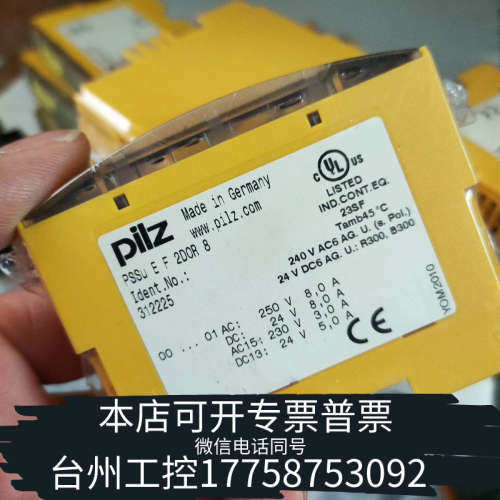 pilz
Made in Germany
www.pilz.com
PSSu E F 2DOR 8
Ident.No.:
312225
C UL US
LISTED
IND.CONT.EQ.
23SF
Tamb45 °C
240 V AC6 AG. U. (s. Pol.)
24 V DC6 AG. U.: R300, B300
00 ... 01 AC: 250 V 8,0 A
DC: 24 V 8,0 A
AC15: 230 V 3,0 A
DC13: 24 V 5,0 A
CE
YOM2010
本店可开专票普票
微信电话同号
台州工控17758753092